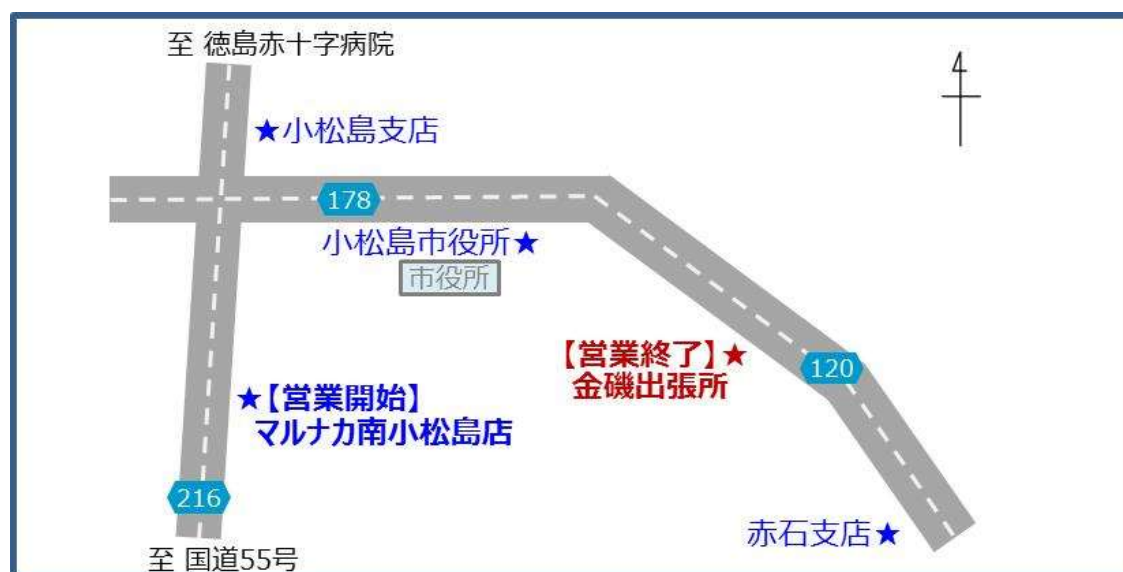 至 徳島赤十字病院
4
★小松島支店
178
小松島市役所★
市役所
【営業終了】★
金磯出張所
120
★【営業開始】
マルナカ南小松島店
216
赤石支店★
至 国道55号